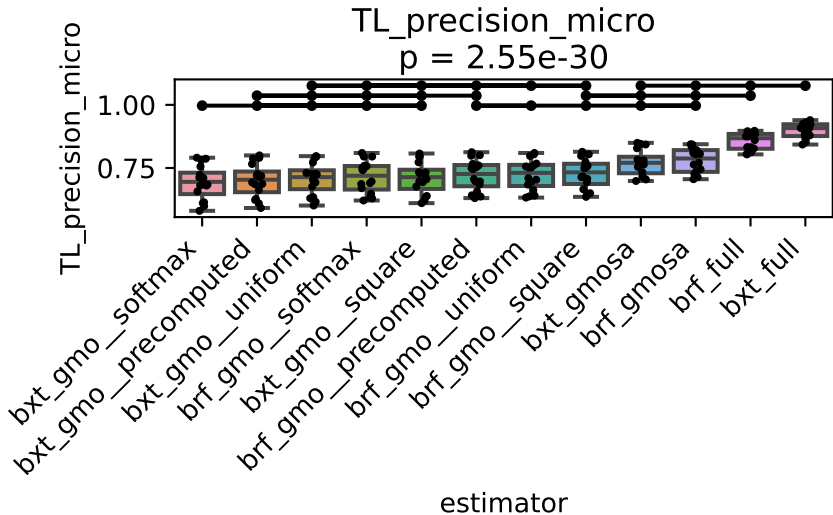 TL_precision_micro
p = 2.55e-30
TL_precision_micro
1.00
0.75
bxt_gmo__softmax
bxt_gmo__precomputed
bxt_gmo__uniform
brf_gmo__softmax
bxt_gmo__square
brf_gmo__precomputed
brf_gmo__uniform
brf_gmo__square
bxt_gmosa
brf_gmosa
brf_full
bxt_full
estimator